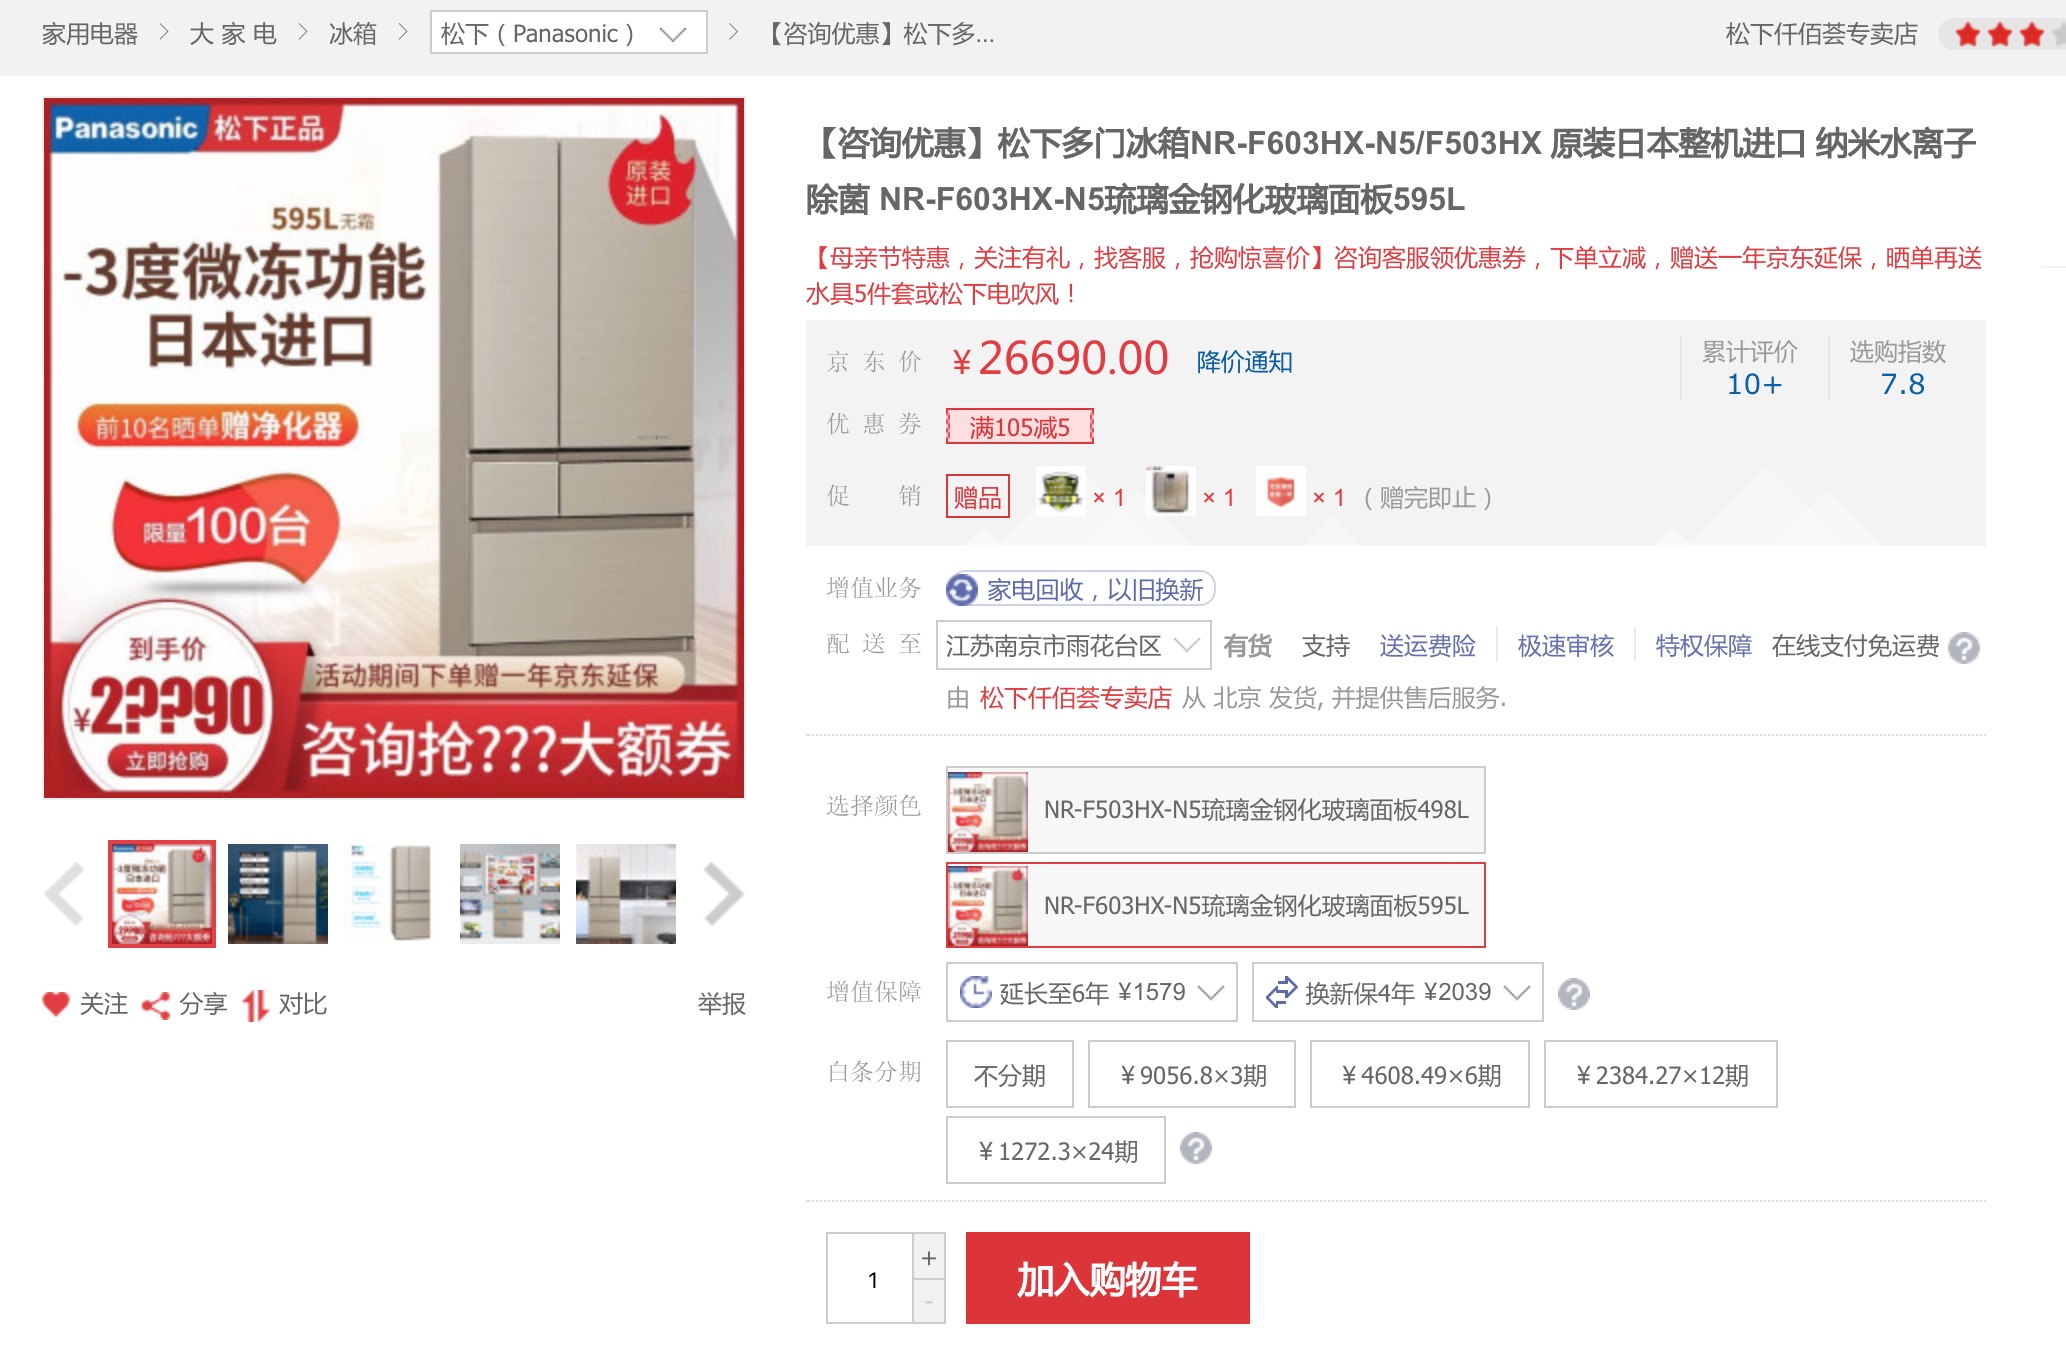 家用电器 > 大 家 电 > 冰箱 > 松下（Panasonic） > 【咨询优惠】松下多...
松下仟佰荟专卖店
Panasonic 松下正品
原装
进口
595L无霜
-3度微冻功能
日本进口
前10名晒单赠净化器
限量100台
到手价
¥2??90
立即抢购
活动期间下单赠一年京东延保
咨询抢???大额券
关注 分享 对比 举报
【咨询优惠】松下多门冰箱NR-F603HX-N5/F503HX 原装日本整机进口 纳米水离子
除菌 NR-F603HX-N5琉璃金钢化玻璃面板595L
【母亲节特惠，关注有礼，找客服，抢购惊喜价】咨询客服领优惠券，下单立减，赠送一年京东延保，晒单再送
水具5件套或松下电吹风！
京 东 价 ￥26690.00 降价通知
累计评价
10+
选购指数
7.8
优 惠 券 满105减5
促 销 赠品 × 1 × 1 × 1 （赠完即止）
增值业务 家电回收，以旧换新
配 送 至 江苏南京市雨花台区 有货 支持 送运费险 极速审核 特权保障 在线支付免运费 ?
由 松下仟佰荟专卖店 从 北京 发货, 并提供售后服务.
选择颜色 NR-F503HX-N5琉璃金钢化玻璃面板498L
NR-F603HX-N5琉璃金钢化玻璃面板595L
增值保障 延长至6年 ¥1579 换新保4年 ¥2039 ?
白条分期 不分期 ￥9056.8×3期 ￥4608.49×6期 ￥2384.27×12期
￥1272.3×24期 ?
1 + -
加入购物车